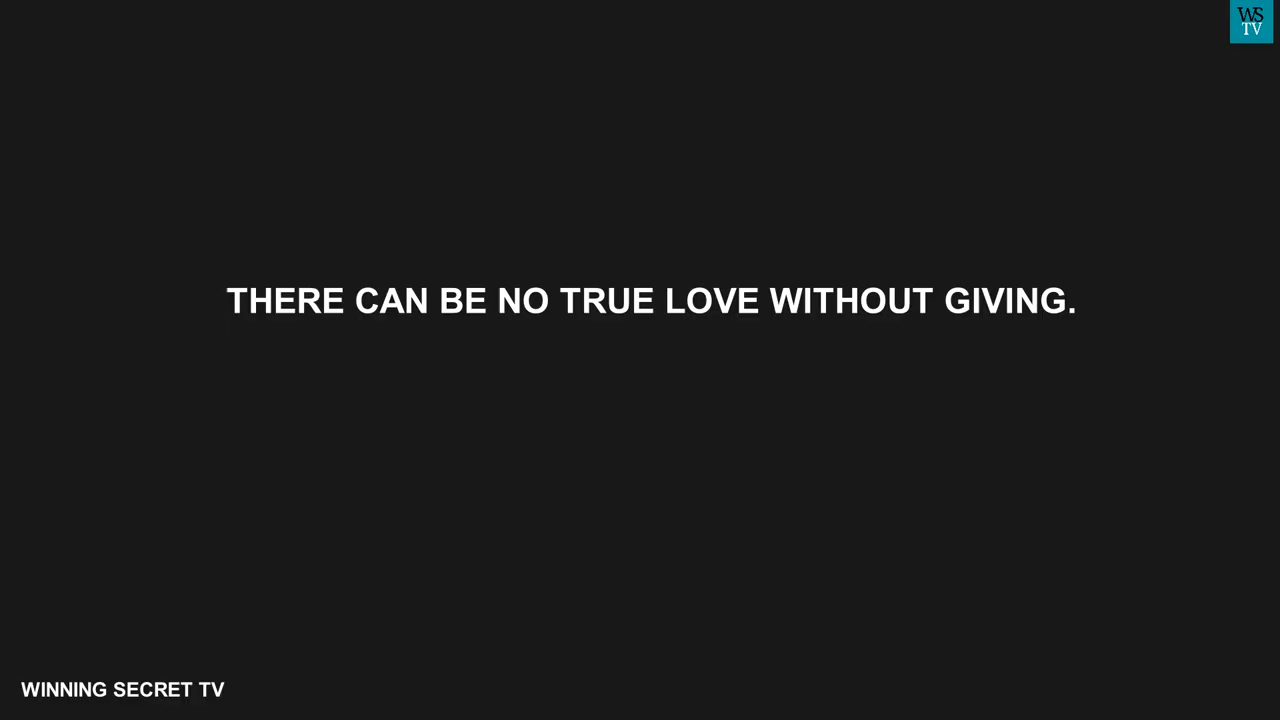 WS
TV
THERE CAN BE NO TRUE LOVE WITHOUT GIVING.
WINNING SECRET TV